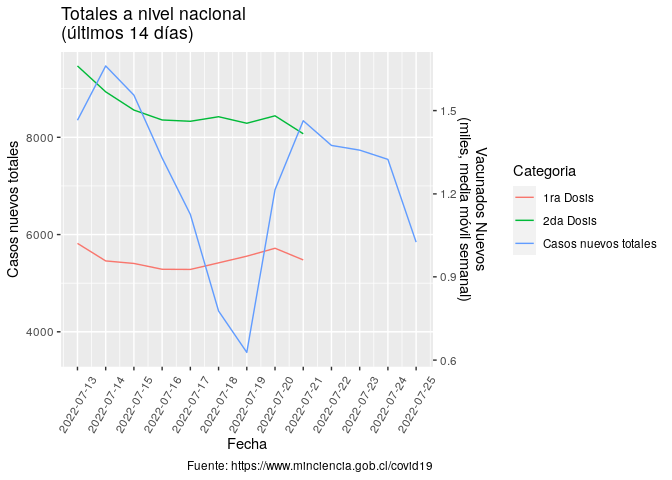 Totales a nivel nacional
(últimos 14 días)
Casos nuevos totales
8000
6000
4000
1.5
1.2
0.9
0.6
Vacunados Nuevos
(miles, media móvil semanal)
2022-07-13
2022-07-14
2022-07-15
2022-07-16
2022-07-17
2022-07-18
2022-07-19
2022-07-20
2022-07-21
2022-07-22
2022-07-23
2022-07-24
2022-07-25
Fecha
Categoria
1ra Dosis
2da Dosis
Casos nuevos totales
Fuente: https://www.minciencia.gob.cl/covid19